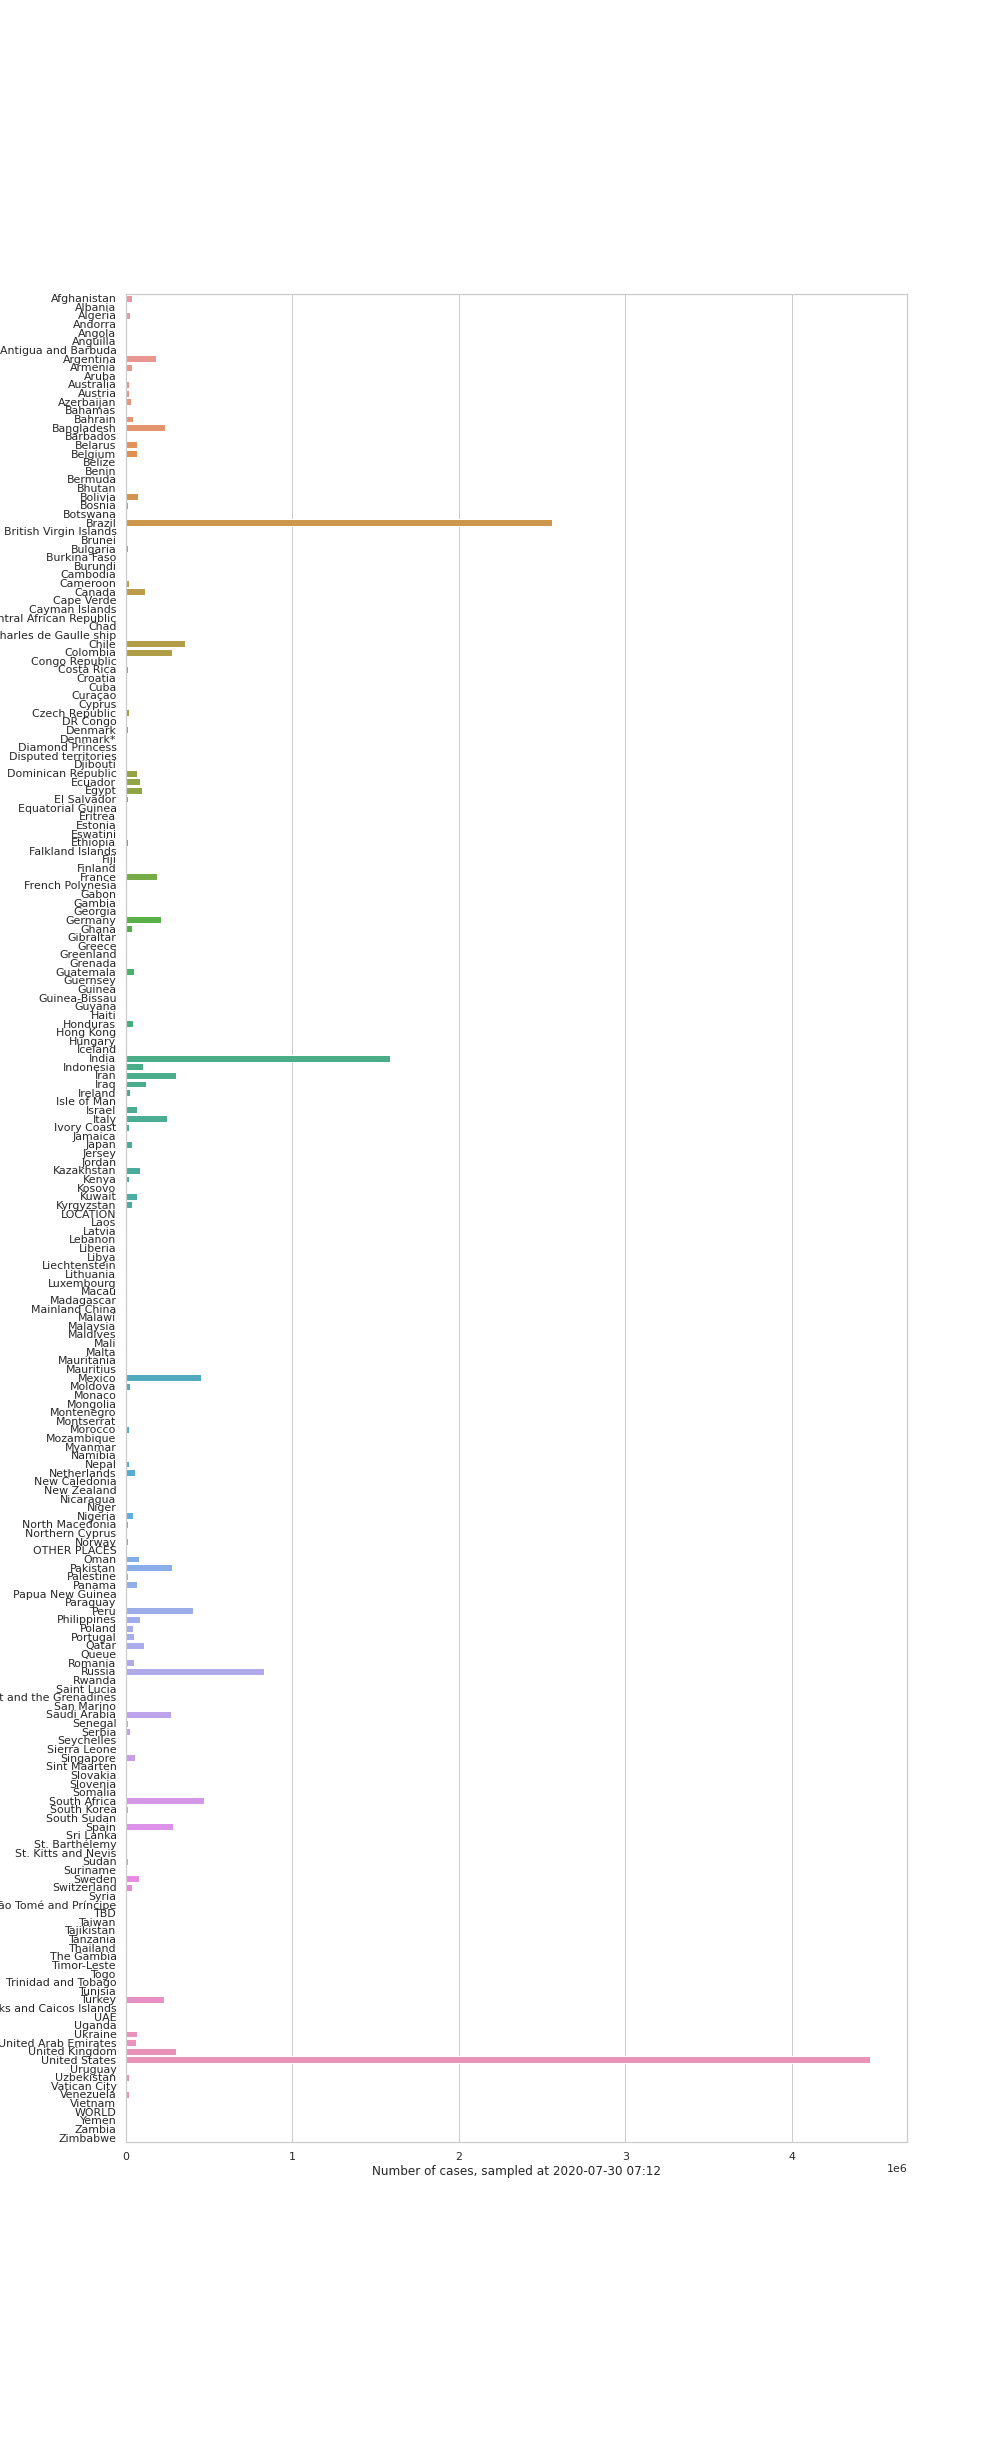 Afghanistan
Albania
Algeria
Andorra
Angola
Anguilla
Antigua and Barbuda
Argentina
Armenia
Aruba
Australia
Austria
Azerbaijan
Bahamas
Bahrain
Bangladesh
Barbados
Belarus
Belgium
Belize
Benin
Bermuda
Bhutan
Bolivia
Bosnia
Botswana
Brazil
British Virgin Islands
Brunei
Bulgaria
Burkina Faso
Burundi
Cambodia
Cameroon
Canada
Cape Verde
Cayman Islands
ntral African Republic
Chad
harles de Gaulle ship
Chile
Colombia
Congo Republic
Costa Rica
Croatia
Cuba
Curaçao
Cyprus
Czech Republic
DR Congo
Denmark
Denmark*
Diamond Princess
Disputed territories
Djibouti
Dominican Republic
Ecuador
Egypt
El Salvador
Equatorial Guinea
Eritrea
Estonia
Eswatini
Ethiopia
Falkland Islands
Fiji
Finland
France
French Polynesia
Gabon
Gambia
Georgia
Germany
Ghana
Gibraltar
Greece
Greenland
Grenada
Guatemala
Guernsey
Guinea
Guinea-Bissau
Guyana
Haiti
Honduras
Hong Kong
Hungary
Iceland
India
Indonesia
Iran
Iraq
Ireland
Isle of Man
Israel
Italy
Ivory Coast
Jamaica
Japan
Jersey
Jordan
Kazakhstan
Kenya
Kosovo
Kuwait
Kyrgyzstan
LOCATION
Laos
Latvia
Lebanon
Liberia
Libya
Liechtenstein
Lithuania
Luxembourg
Macau
Madagascar
Mainland China
Malawi
Malaysia
Maldives
Mali
Malta
Mauritania
Mauritius
Mexico
Moldova
Monaco
Mongolia
Montenegro
Montserrat
Morocco
Mozambique
Myanmar
Namibia
Nepal
Netherlands
New Caledonia
New Zealand
Nicaragua
Niger
Nigeria
North Macedonia
Northern Cyprus
Norway
OTHER PLACES
Oman
Pakistan
Palestine
Panama
Papua New Guinea
Paraguay
Peru
Philippines
Poland
Portugal
Qatar
Queue
Romania
Russia
Rwanda
Saint Lucia
t and the Grenadines
San Marino
Saudi Arabia
Senegal
Serbia
Seychelles
Sierra Leone
Singapore
Sint Maarten
Slovakia
Slovenia
Somalia
South Africa
South Korea
South Sudan
Spain
Sri Lanka
St. Barthélemy
St. Kitts and Nevis
Sudan
Suriname
Sweden
Switzerland
Syria
ão Tomé and Príncipe
TBD
Taiwan
Tajikistan
Tanzania
Thailand
The Gambia
Timor-Leste
Togo
Trinidad and Tobago
Tunisia
Turkey
ks and Caicos Islands
UAE
Uganda
Ukraine
United Arab Emirates
United Kingdom
United States
Uruguay
Uzbekistan
Vatican City
Venezuela
Vietnam
WORLD
Yemen
Zambia
Zimbabwe
0 1 2 3 4
1e6
Number of cases, sampled at 2020-07-30 07:12